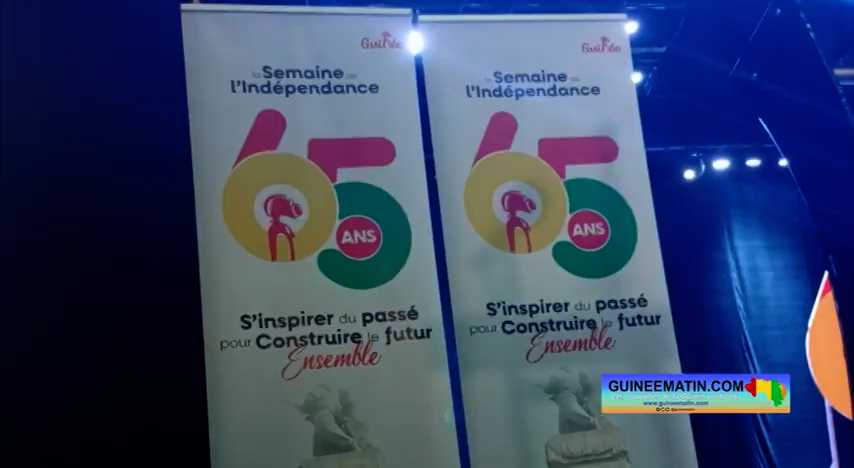 Guinée
la Semaine de
l'Indépendance
65
ANS
S'inspirer du passé
pour Construire le futur
Ensemble
Guinée
la Semaine de
l'Indépendance
65
ANS
S'inspirer du passé
pour Construire le futur
Ensemble
GUINEEMATIN.COM
www.guineematin.com